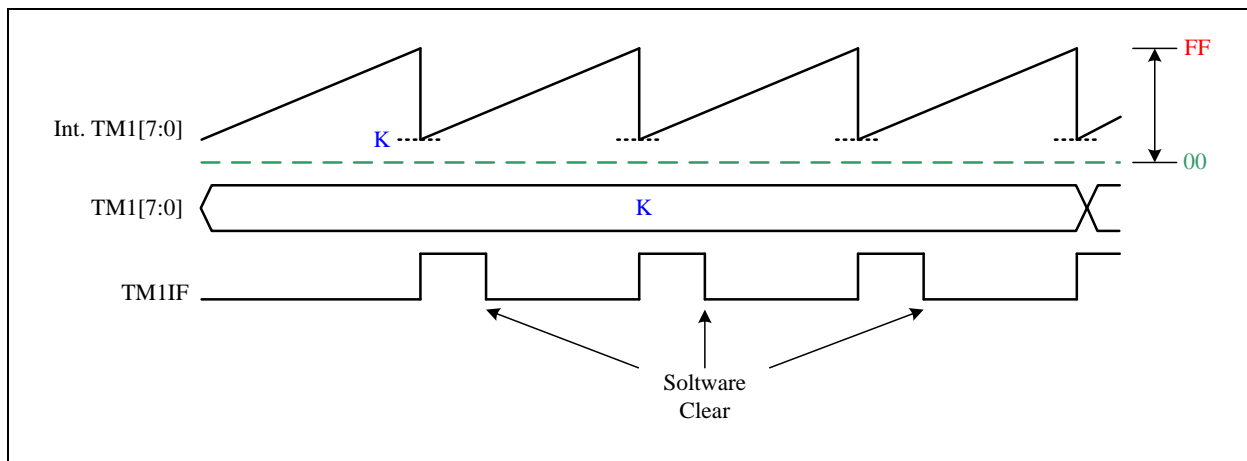 FF
Int. TM1[7:0]
K
00
TM1[7:0]
K
TM1IF
Soltware
Clear